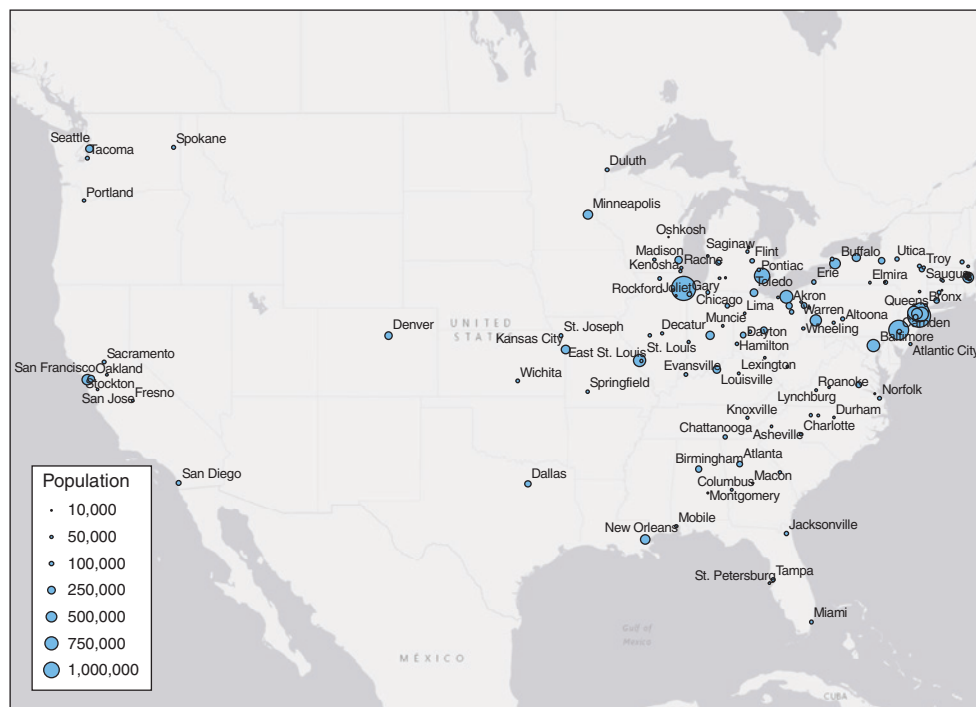 Seattle
Tacoma
Spokane
Portland
Duluth
Minneapolis
Oshkosh
Madison
Racine
Kenosha
Saginaw
Flint
Pontiac
Buffalo
Utica
Troy
Erie
Elmira
Saugus
Rockford
Joliet
Gary
Chicago
Toledo
Akron
Queens
Bronx
Lima
Warren
Altoona
Camden
Muncie
Wheeling
Denver
UNITED
STATES
St. Joseph
Decatur
Dayton
Baltimore
Kansas City
Hamilton
Atlantic City
East St. Louis
St. Louis
Sacramento
San Francisco
Oakland
Stockton
San Jose
Fresno
Wichita
Evansville
Lexington
Louisville
Springfield
Roanoke
Lynchburg
Norfolk
Knoxville
Durham
Chattanooga
Asheville
Charlotte
Birmingham
Atlanta
San Diego
Dallas
Columbus
Macon
Montgomery
New Orleans
Mobile
Jacksonville
St. Petersburg
Tampa
Miami
Gulf of
Mexico
MÉXICO
CUBA
Population
10,000
50,000
100,000
250,000
500,000
750,000
1,000,000